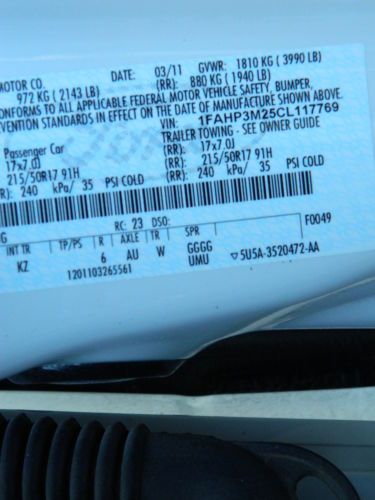 MOTOR CO. DATE: 03/11 GVWR: 1810 KG (3990 LB)
972 KG (2143 LB) (RR): 880 KG (1940 LB)
ONFORMS TO ALL APPLICABLE FEDERAL MOTOR VEHICLE SAFETY, BUMPER,
VENTION STANDARDS IN EFFECT ON THE DATE OF MANUFACTURE SHOWN ABOVE.
VIN: 1FAHP3M25CL117769
TRAILER TOWING - SEE OWNER GUIDE
Passenger Car
17x7.0J (RR): 17x7.0J
215/50R17 91H (RR): 215/50R17 91H
240 kPa/ 35 PSI COLD (RR): 240 kPa/ 35 PSI COLD
RC: 23 DSO: F0049
INT TR TP/PS R AXLE TR SPR
KZ 6 AU W GGGG 5U5A-3520472-AA
UMU
1201103265561